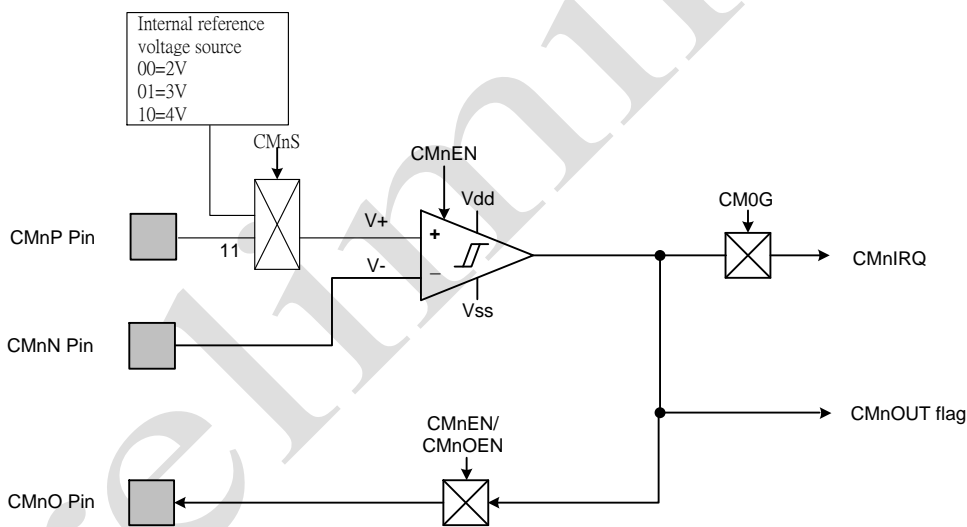 Internal reference
voltage source
00=2V
01=3V
10=4V
CMnS
CMnEN
Vdd
CM0G
CMnP Pin
11
V+
+
CMnIRQ
V-
−
Vss
CMnN Pin
CMnOUT flag
CMnEN/
CMnOEN
CMnO Pin